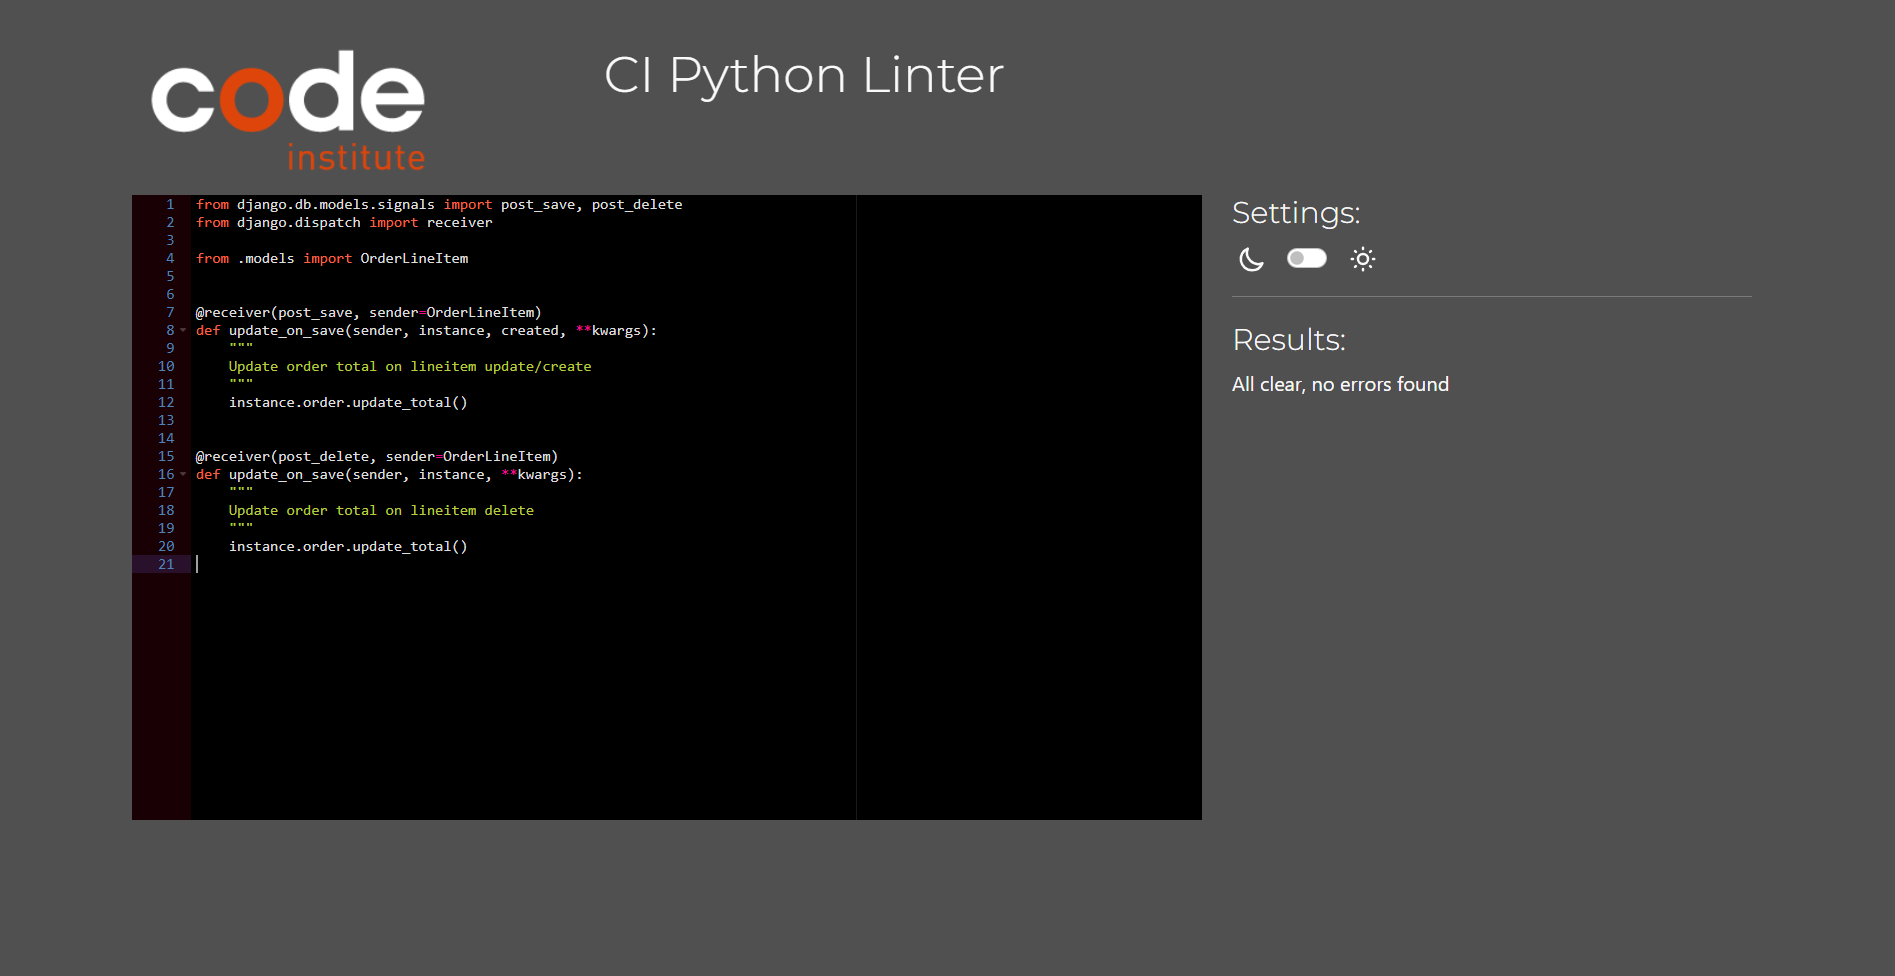 code
institute
CI Python Linter
1 from django.db.models.signals import post_save, post_delete
2 from django.dispatch import receiver
3
4 from .models import OrderLineItem
5
6
7 @receiver(post_save, sender=OrderLineItem)
8 def update_on_save(sender, instance, created, **kwargs):
9     """
10     Update order total on lineitem update/create
11     """
12     instance.order.update_total()
13
14
15 @receiver(post_delete, sender=OrderLineItem)
16 def update_on_save(sender, instance, **kwargs):
17     """
18     Update order total on lineitem delete
19     """
20     instance.order.update_total()
21
Settings:
Results:
All clear, no errors found